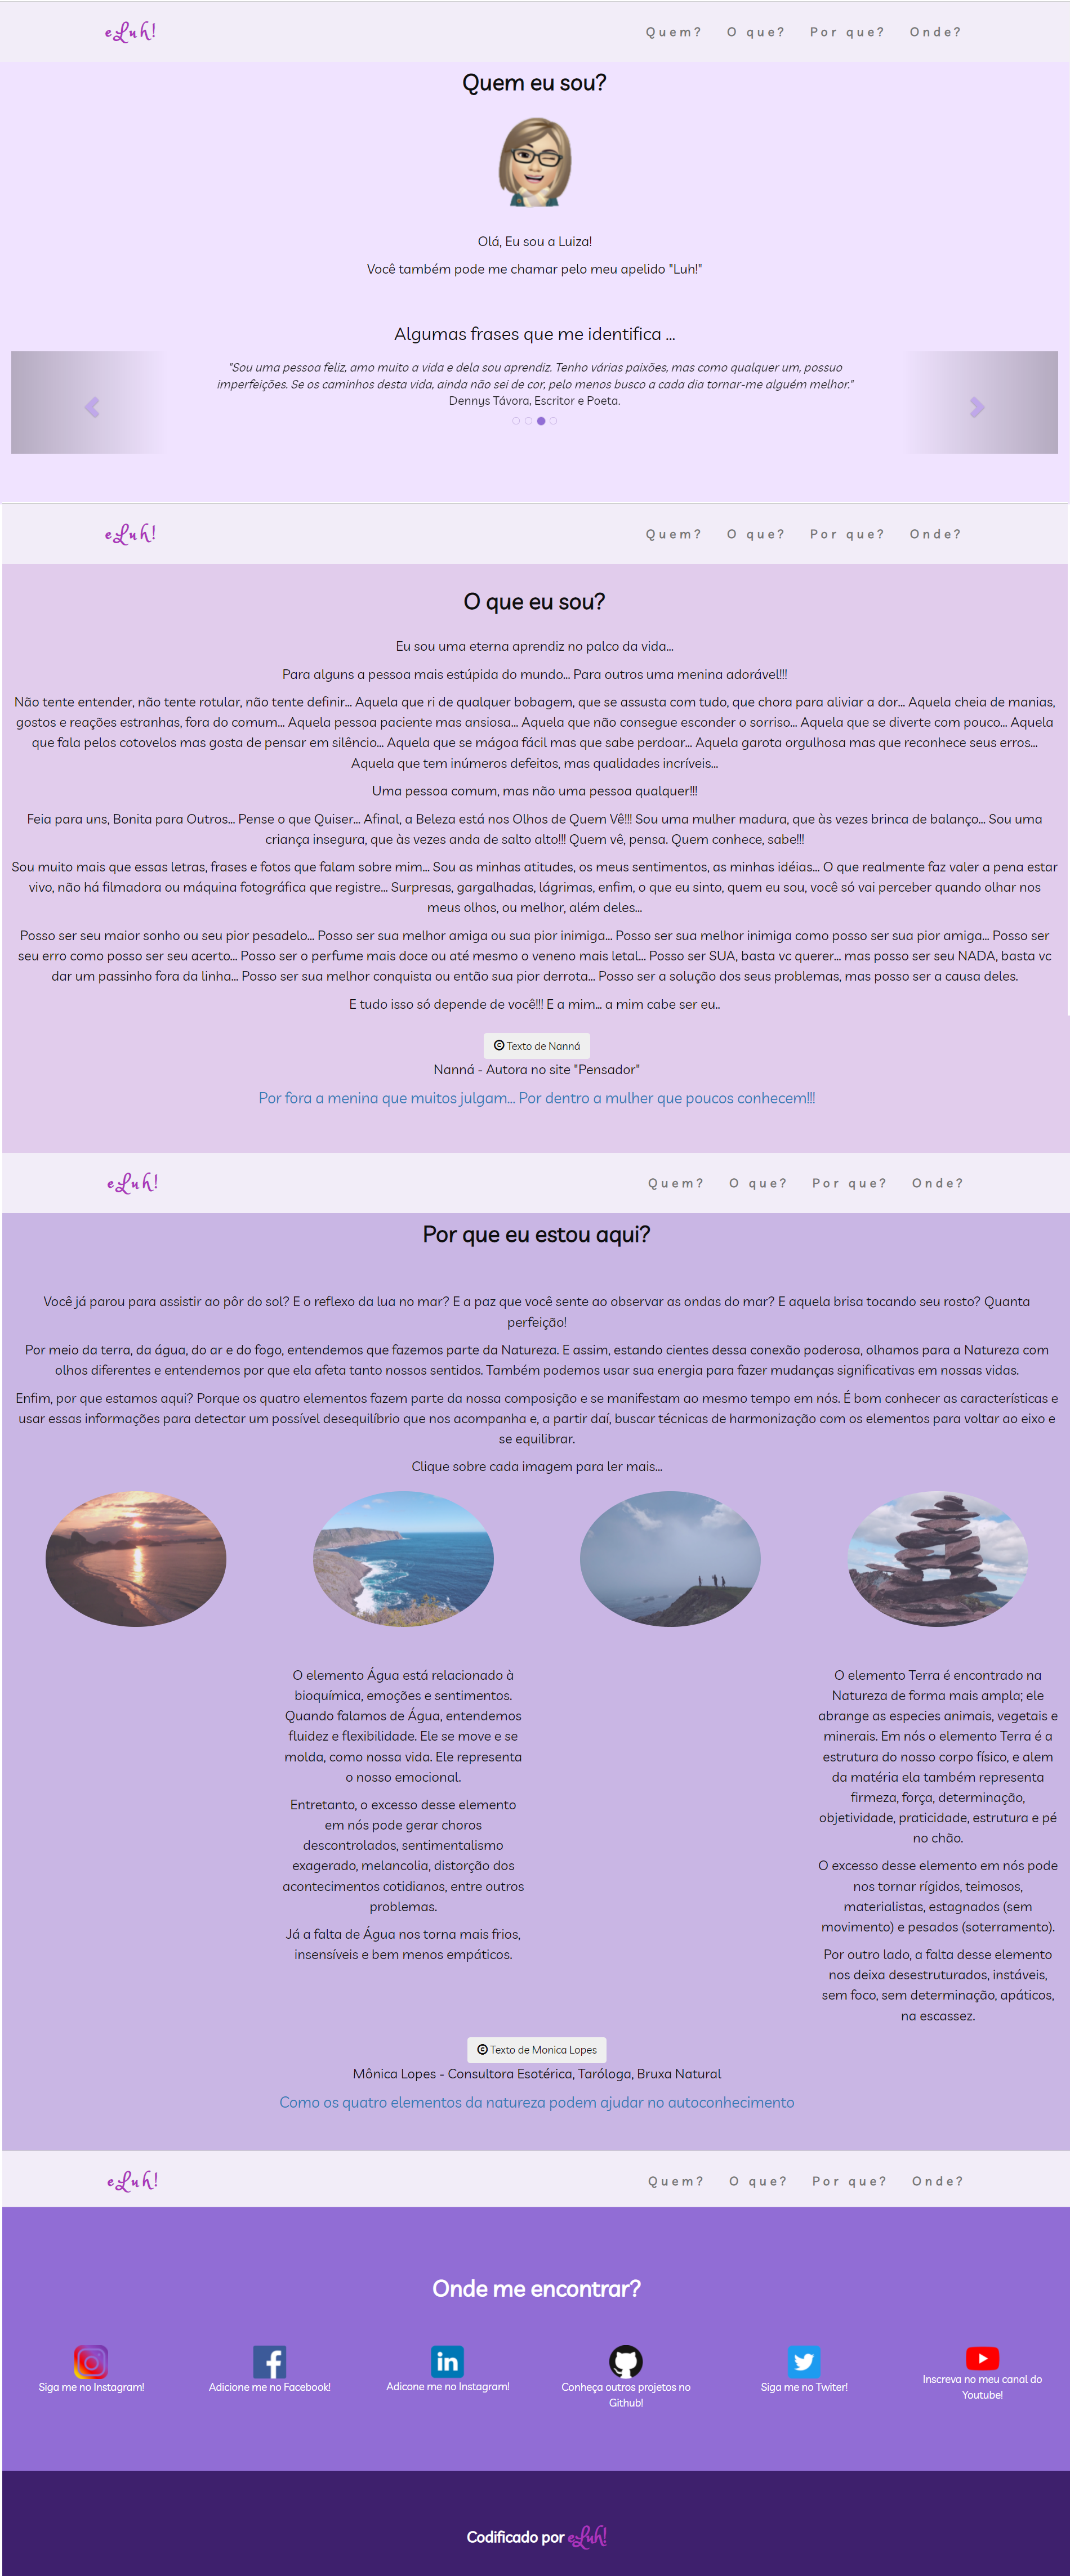 eLuh!
Quem? O que? Por que? Onde?
Quem eu sou?
Olá, Eu sou a Luiza!
Você também pode me chamar pelo meu apelido "Luh!"
Algumas frases que me identifica ...
"Sou uma pessoa feliz, amo muito a vida e dela sou aprendiz. Tenho várias paixões, mas como qualquer um, possuo
imperfeições. Se os caminhos desta vida, ainda não sei de cor, pelo menos busco a cada dia tornar-me alguém melhor."
Dennys Távora, Escritor e Poeta.
eLuh!
Quem? O que? Por que? Onde?
O que eu sou?
Eu sou uma eterna aprendiz no palco da vida...
Para alguns a pessoa mais estúpida do mundo... Para outros uma menina adorável!!!
Não tente entender, não tente rotular, não tente definir... Aquela que ri de qualquer bobagem, que se assusta com tudo, que chora para aliviar a dor... Aquela cheia de manias,
gostos e reações estranhas, fora do comum... Aquela pessoa paciente mas ansiosa... Aquela que não consegue esconder o sorriso... Aquela que se diverte com pouco... Aquela
que fala pelos cotovelos mas gosta de pensar em silêncio... Aquela que se mágoa fácil mas que sabe perdoar... Aquela garota orgulhosa mas que reconhece seus erros...
Aquela que tem inúmeros defeitos, mas qualidades incríveis...
Uma pessoa comum, mas não uma pessoa qualquer!!!
Feia para uns, Bonita para Outros... Pense o que Quiser... Afinal, a Beleza está nos Olhos de Quem Vê!!! Sou uma mulher madura, que às vezes brinca de balanço... Sou uma
criança insegura, que às vezes anda de salto alto!!! Quem vê, pensa. Quem conhece, sabe!!!
Sou muito mais que essas letras, frases e fotos que falam sobre mim... Sou as minhas atitudes, os meus sentimentos, as minhas idéias... O que realmente faz valer a pena estar
vivo, não há filmadora ou máquina fotográfica que registre... Surpresas, gargalhadas, lágrimas, enfim, o que eu sinto, quem eu sou, você só vai perceber quando olhar nos
meus olhos, ou melhor, além deles...
Posso ser seu maior sonho ou seu pior pesadelo... Posso ser sua melhor amiga ou sua pior inimiga... Posso ser sua melhor inimiga como posso ser sua pior amiga... Posso ser
seu erro como posso ser seu acerto... Posso ser o perfume mais doce ou até mesmo o veneno mais letal... Posso ser SUA, basta vc querer... mas posso ser seu NADA, basta vc
dar um passinho fora da linha... Posso ser sua melhor conquista ou então sua pior derrota... Posso ser a solução dos seus problemas, mas posso ser a causa deles.
E tudo isso só depende de você!!! E a mim... a mim cabe ser eu..
© Texto de Nanná
Nanná - Autora no site "Pensador"
Por fora a menina que muitos julgam... Por dentro a mulher que poucos conhecem!!!
eLuh!
Quem? O que? Por que? Onde?
Por que eu estou aqui?
Você já parou para assistir ao pôr do sol? E o reflexo da lua no mar? E a paz que você sente ao observar as ondas do mar? E aquela brisa tocando seu rosto? Quanta
perfeição!
Por meio da terra, da água, do ar e do fogo, entendemos que fazemos parte da Natureza. E assim, estando cientes dessa conexão poderosa, olhamos para a Natureza com
olhos diferentes e entendemos por que ela afeta tanto nossos sentidos. Também podemos usar sua energia para fazer mudanças significativas em nossas vidas.
Enfim, por que estamos aqui? Porque os quatro elementos fazem parte da nossa composição e se manifestam ao mesmo tempo em nós. É bom conhecer as características e
usar essas informações para detectar um possível desequilíbrio que nos acompanha e, a partir daí, buscar técnicas de harmonização com os elementos para voltar ao eixo e
se equilibrar.
Clique sobre cada imagem para ler mais...
O elemento Água está relacionado à
bioquímica, emoções e sentimentos.
Quando falamos de Água, entendemos
fluidez e flexibilidade. Ele se move e se
molda, como nossa vida. Ele representa
o nosso emocional.
Entretanto, o excesso desse elemento
em nós pode gerar choros
descontrolados, sentimentalismo
exagerado, melancolia, distorção dos
acontecimentos cotidianos, entre outros
problemas.
Já a falta de Água nos torna mais frios,
insensíveis e bem menos empáticos.
O elemento Terra é encontrado na
Natureza de forma mais ampla; ele
abrange as especies animais, vegetais e
minerais. Em nós o elemento Terra é a
estrutura do nosso corpo físico, e alem
da matéria ela também representa
firmeza, força, determinação,
objetividade, praticidade, estrutura e pé
no chão.
O excesso desse elemento em nós pode
nos tornar rígidos, teimosos,
materialistas, estagnados (sem
movimento) e pesados (soterramento).
Por outro lado, a falta desse elemento
nos deixa desestruturados, instáveis,
sem foco, sem determinação, apáticos,
na escassez.
© Texto de Monica Lopes
Mônica Lopes - Consultora Esotérica, Taróloga, Bruxa Natural
Como os quatro elementos da natureza podem ajudar no autoconhecimento
eLuh!
Quem? O que? Por que? Onde?
Onde me encontrar?
Siga me no Instagram!
Adicione me no Facebook!
Adicone me no Instagram!
Conheça outros projetos no
Github!
Siga me no Twiter!
Inscreva no meu canal do
Youtube!
Codificado por eLuh!